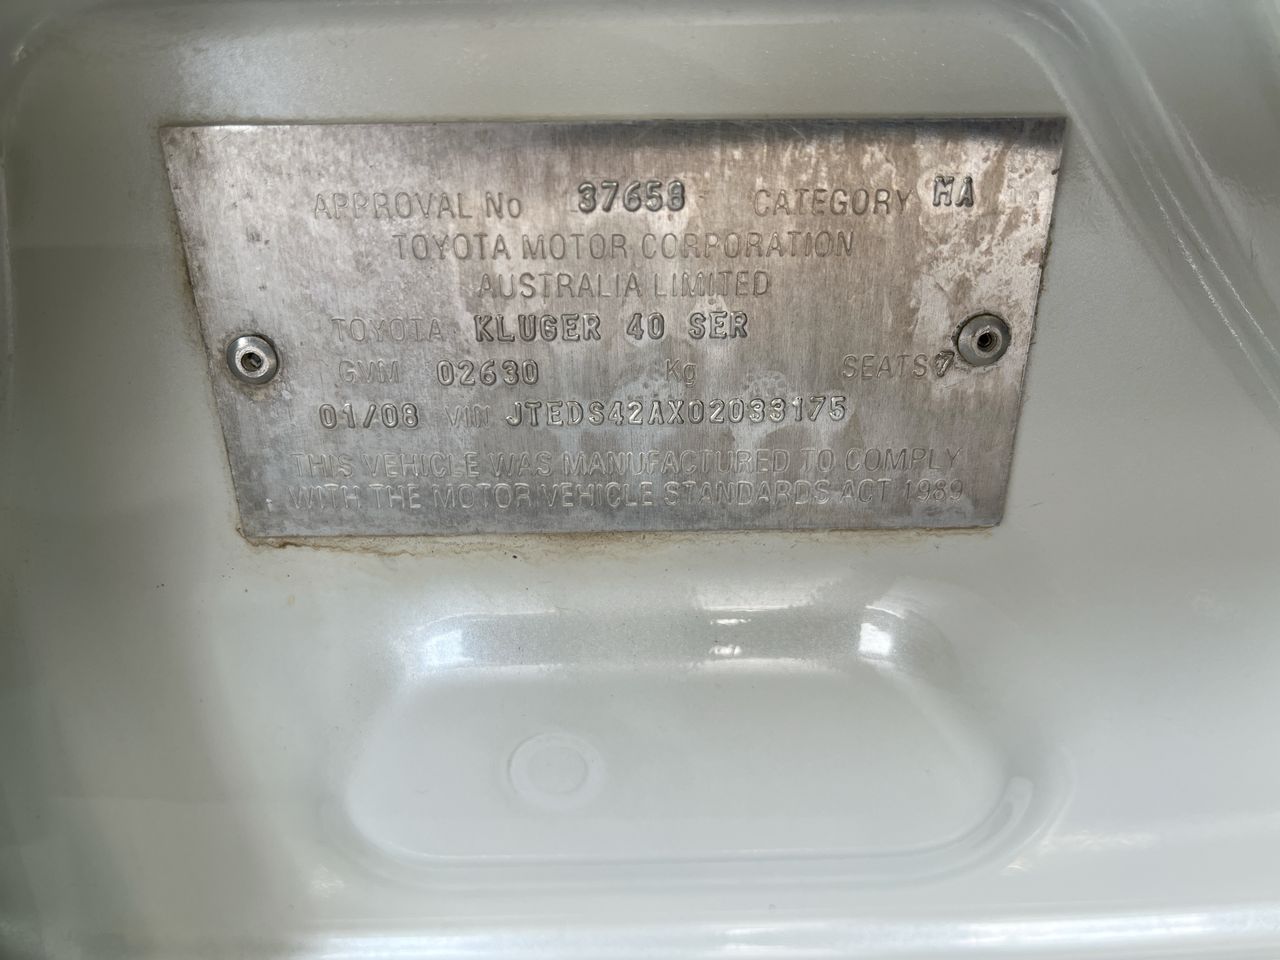 APPROVAL No 37658 CATEGORY MA
TOYOTA MOTOR CORPORATION
AUSTRALIA LIMITED
TOYOTA KLUGER 40 SER
GVM 02630 Kg SEATS 7
01/08 VIN JTEDS42AX02033175
THIS VEHICLE WAS MANUFACTURED TO COMPLY
WITH THE MOTOR VEHICLE STANDARDS ACT 1989